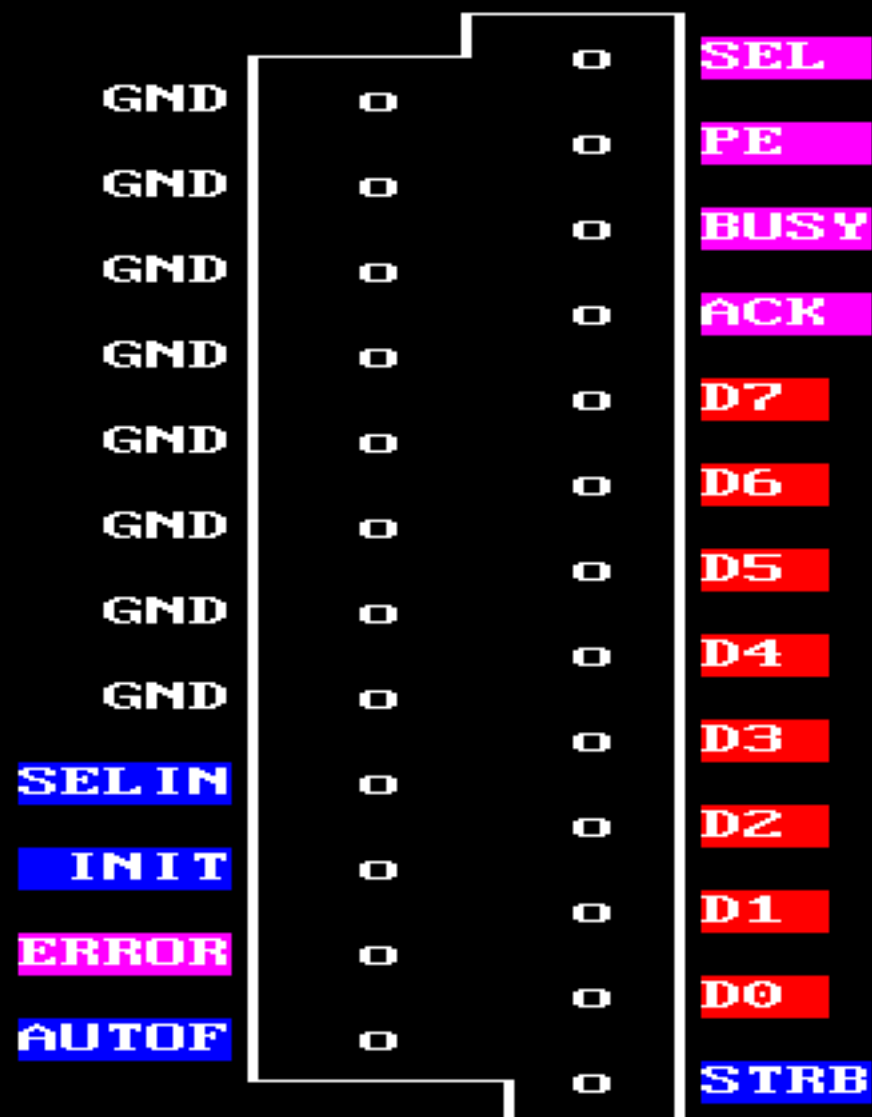 SEL
GND
PE
GND
BUSY
GND
ACK
GND
D7
GND
D6
GND
D5
GND
D4
GND
D3
SELIN
D2
INIT
D1
ERROR
D0
AUTOF
STRB